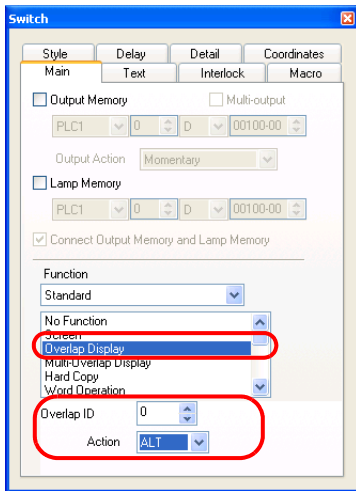 Switch
Style Delay Detail Coordinates
Main Text Interlock Macro
Output Memory Multi-output
PLC1 0 D 00100-00
Output Action Momentary
Lamp Memory
PLC1 0 D 00100-00
Connect Output Memory and Lamp Memory
Function
Standard
No Function
Screen
Overlap Display
Multi-Overlap Display
Hard Copy
Word Operation
Overlap ID 0
Action ALT